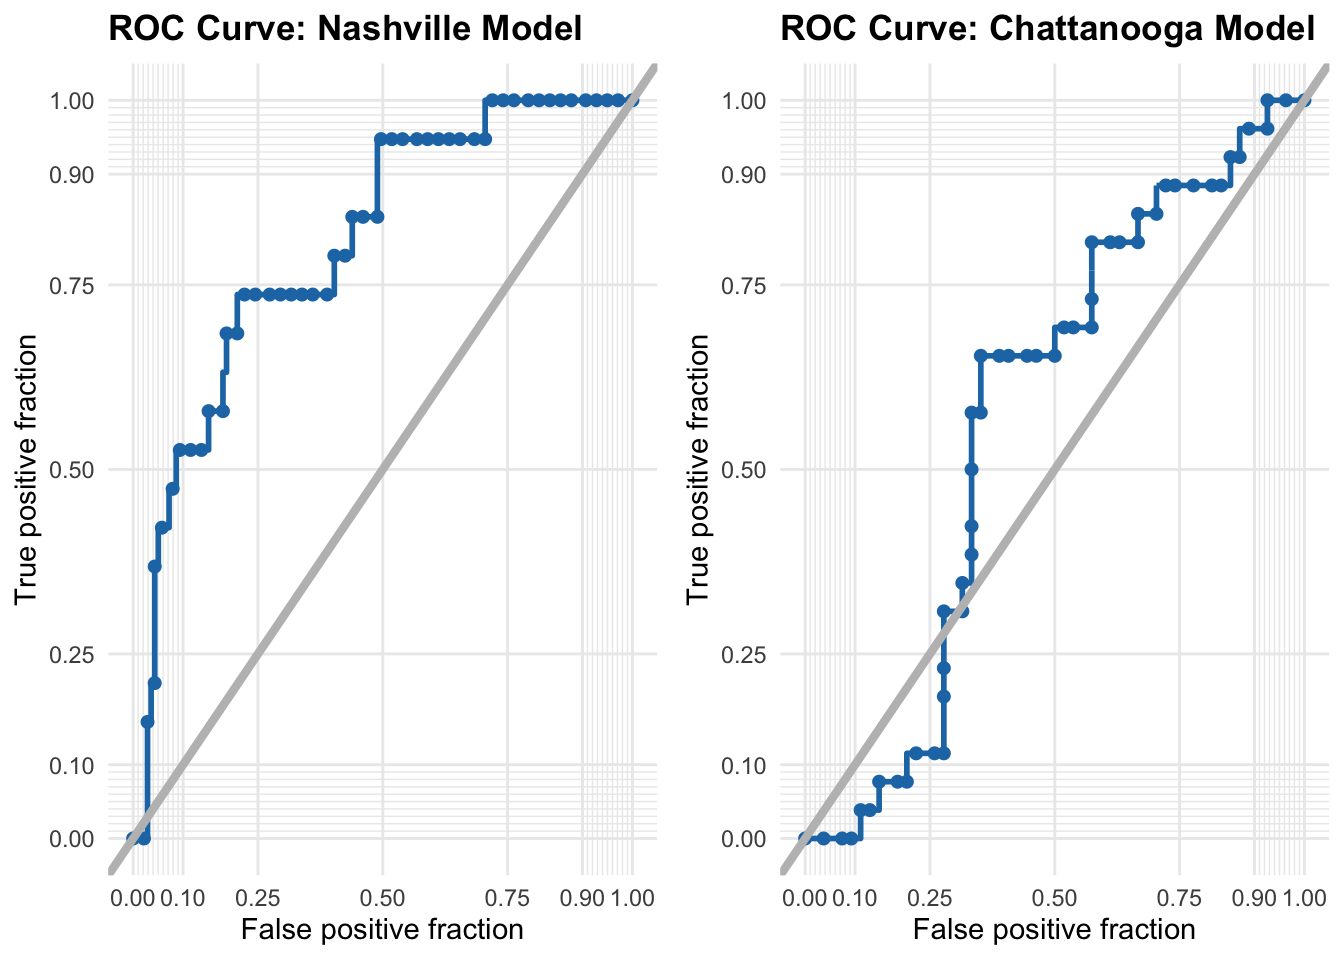 ROC Curve: Nashville Model
True positive fraction
1.00
0.90
0.75
0.50
0.25
0.10
0.00
0.00 0.10 0.25 0.50 0.75 0.90 1.00
False positive fraction
ROC Curve: Chattanooga Model
True positive fraction
1.00
0.90
0.75
0.50
0.25
0.10
0.00
0.00 0.10 0.25 0.50 0.75 0.90 1.00
False positive fraction